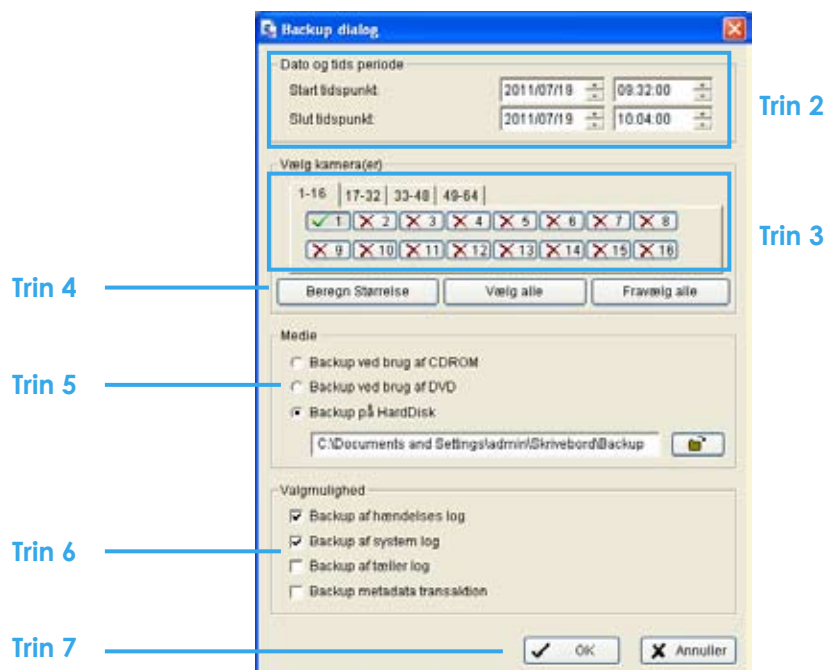 Backup dialog
Dato og tids periode
Start tidspunkt: 2011/07/19 09:32:00
Slut tidspunkt: 2011/07/19 10:04:00
Trin 2
Vælg kamera(er)
1-16 17-32 33-48 49-64
1 2 3 4 5 6 7 8
9 10 11 12 13 14 15 16
Trin 3
Trin 4
Beregn Størrelse Vælg alle Fravælg alle
Medie
Backup ved brug af CDROM
Trin 5
Backup ved brug af DVD
Backup på HardDisk
C:\Documents and Settings\admin\Skrivebord\Backup
Valgmulighed
Backup af hændelses log
Trin 6
Backup af system log
Backup af tæller log
Backup metadata transaktion
Trin 7
OK Annuller